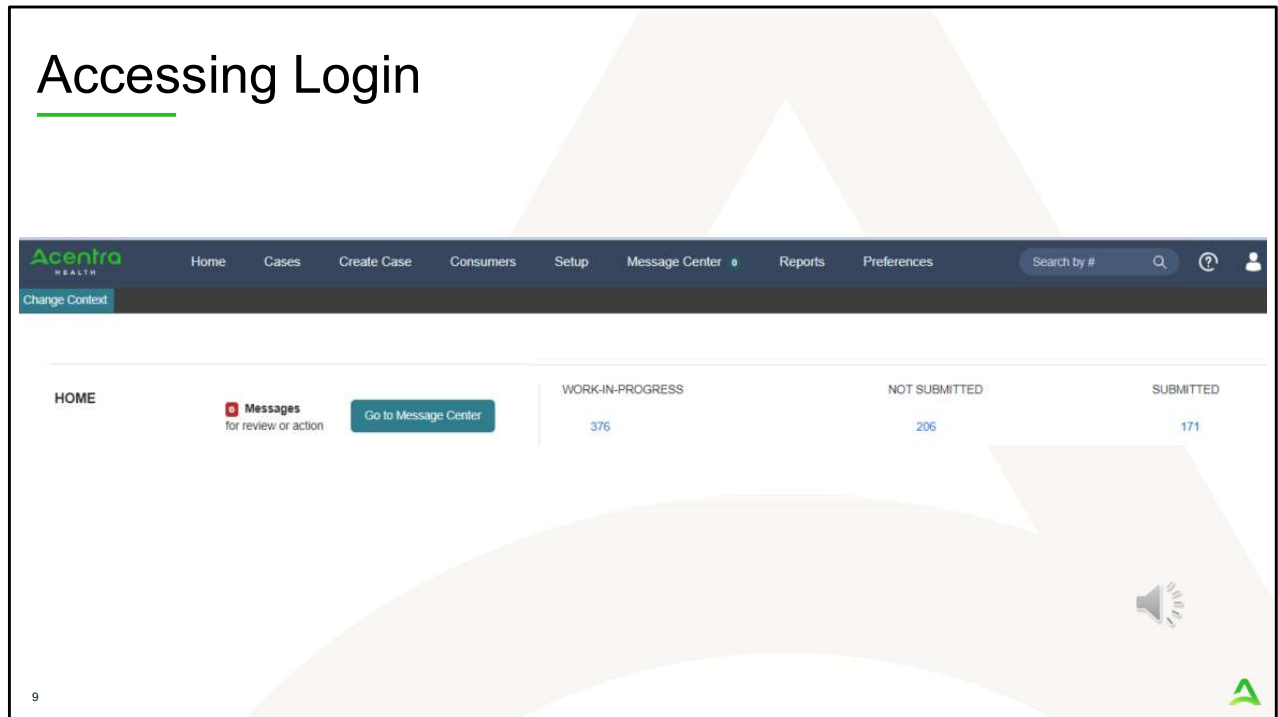 Accessing Login
Acentra
HEALTH
Home Cases Create Case Consumers Setup Message Center 0 Reports Preferences Search by #
Change Context
HOME
0 Messages
for review or action
Go to Message Center
WORK-IN-PROGRESS NOT SUBMITTED SUBMITTED
376 206 171
9